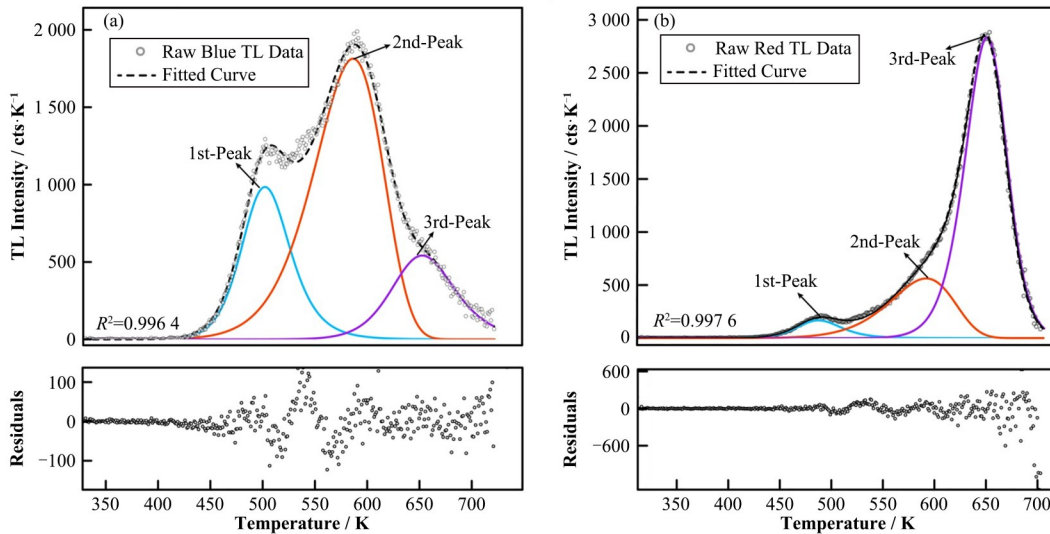 (a)
Raw Blue TL Data
Fitted Curve
2nd-Peak
1st-Peak
3rd-Peak
R²=0.996 4
TL Intensity / cts·K⁻¹
2 000
1 500
1 000
500
0
Residuals
100
0
−100
350 400 450 500 550 600 650 700
Temperature / K
(b)
Raw Red TL Data
Fitted Curve
3rd-Peak
2nd-Peak
1st-Peak
R²=0.997 6
TL Intensity / cts·K⁻¹
3 000
2 500
2 000
1 500
1 000
500
0
Residuals
600
0
−600
350 400 450 500 550 600 650 700
Temperature / K